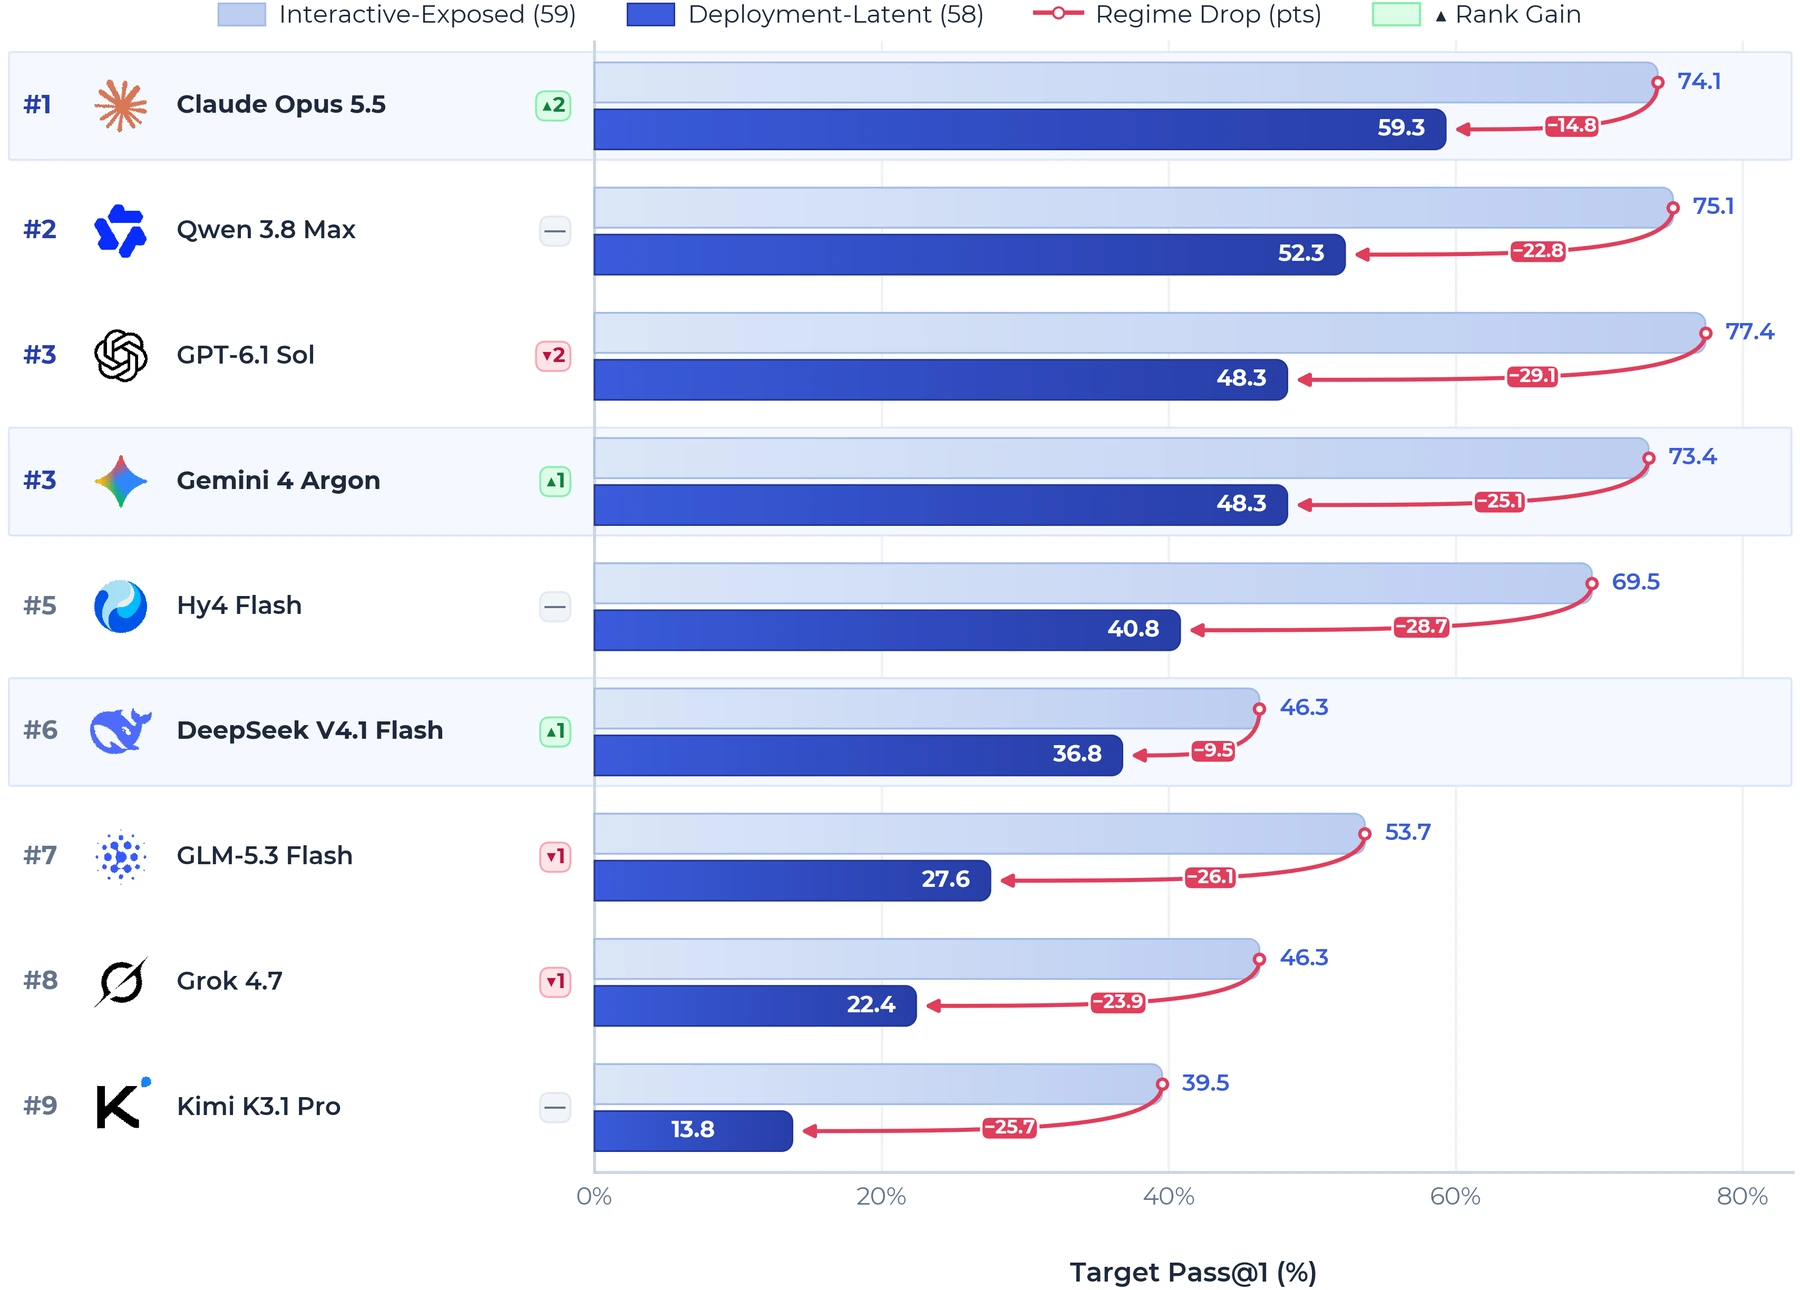 Interactive-Exposed (59) Deployment-Latent (58) Regime Drop (pts) ▲ Rank Gain
#1 Claude Opus 5.5 ▲2 74.1
59.3 −14.8
#2 Qwen 3.8 Max — 75.1
52.3 −22.8
#3 GPT-6.1 Sol ▼2 77.4
48.3 −29.1
#3 Gemini 4 Argon ▲1 73.4
48.3 −25.1
#5 Hy4 Flash — 69.5
40.8 −28.7
#6 DeepSeek V4.1 Flash ▲1 46.3
36.8 −9.5
#7 GLM-5.3 Flash ▼1 53.7
27.6 −26.1
#8 Grok 4.7 ▼1 46.3
22.4 −23.9
#9 Kimi K3.1 Pro — 39.5
13.8 −25.7
0% 20% 40% 60% 80%
Target Pass@1 (%)